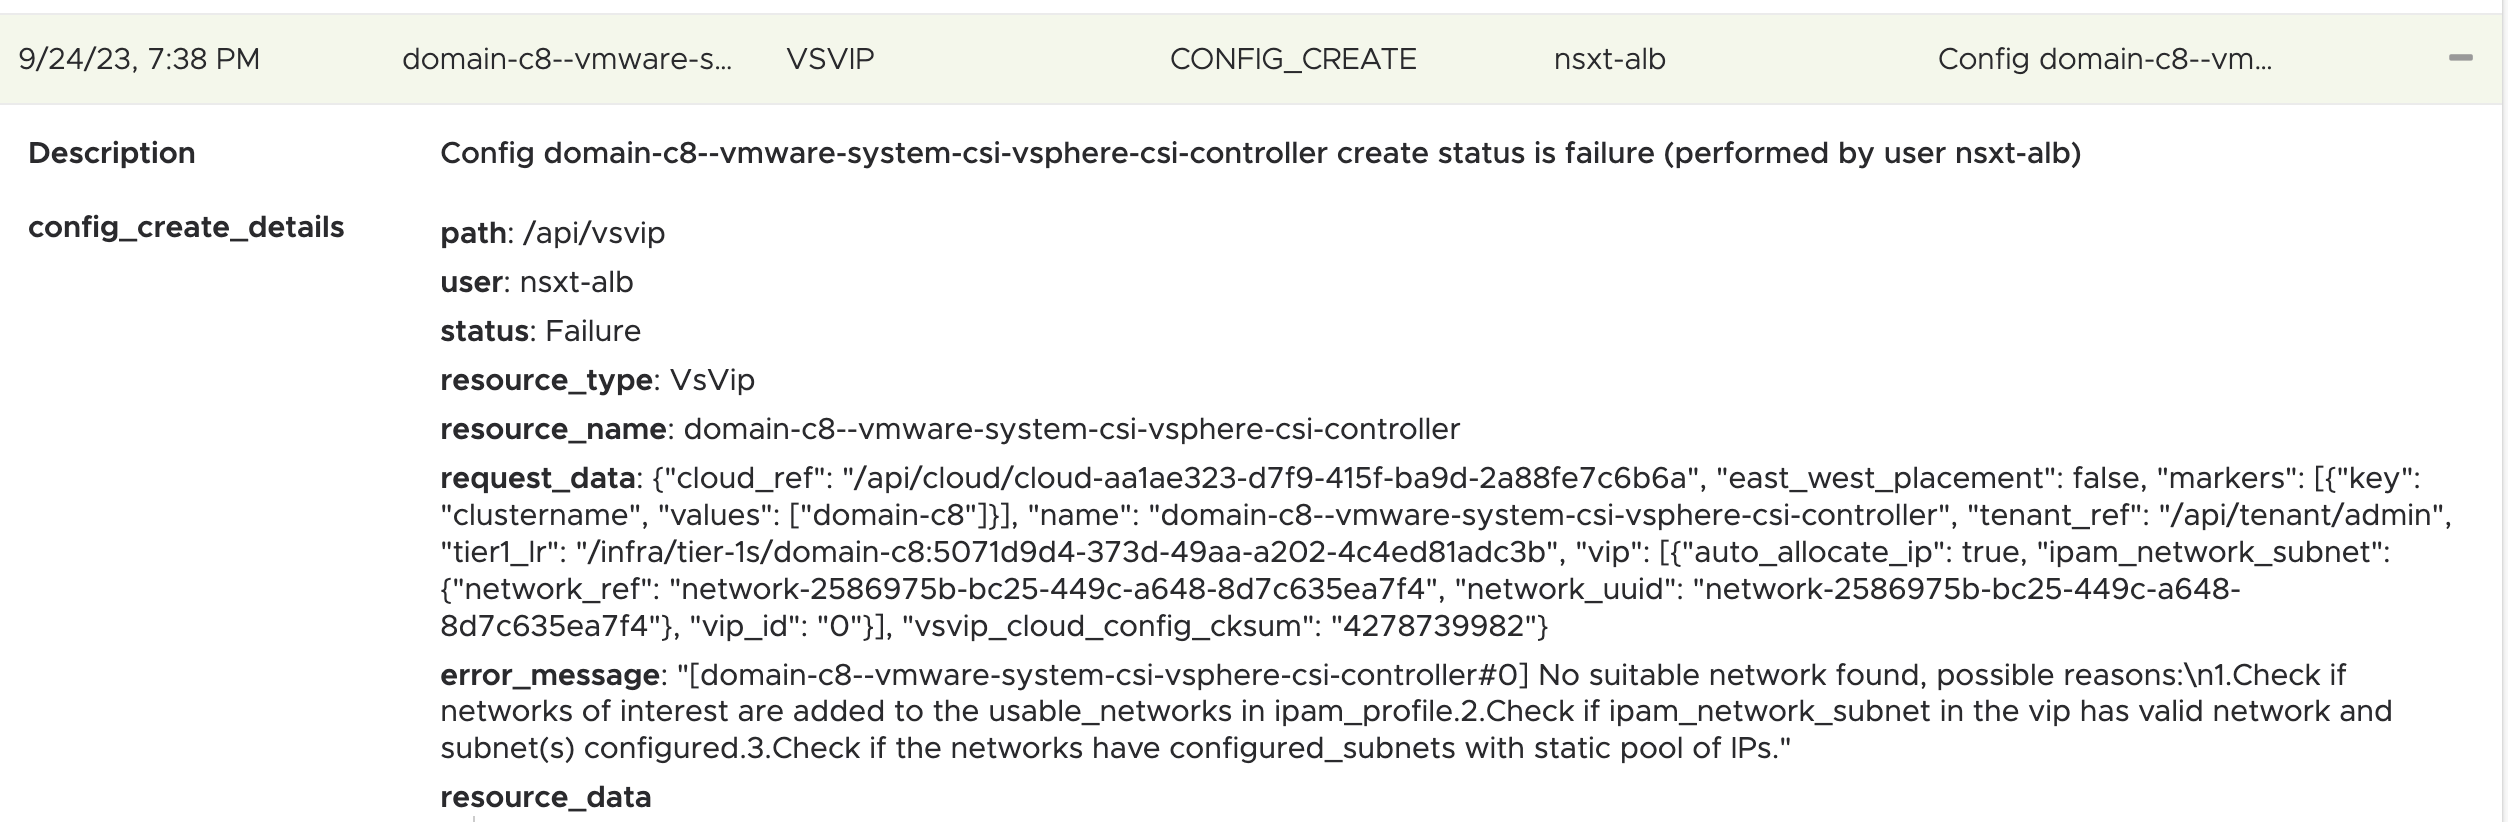 9/24/23, 7:38 PM domain-c8--vmware-s... VSVIP CONFIG_CREATE nsxt-alb Config domain-c8--vm...
Description Config domain-c8--vmware-system-csi-vsphere-csi-controller create status is failure (performed by user nsxt-alb)
config_create_details path: /api/vsvip
user: nsxt-alb
status: Failure
resource_type: VsVip
resource_name: domain-c8--vmware-system-csi-vsphere-csi-controller
request_data: {"cloud_ref": "/api/cloud/cloud-aa1ae323-d7f9-415f-ba9d-2a88fe7c6b6a", "east_west_placement": false, "markers": [{"key":
"clustername", "values": ["domain-c8"]}], "name": "domain-c8--vmware-system-csi-vsphere-csi-controller", "tenant_ref": "/api/tenant/admin",
"tier1_lr": "/infra/tier-1s/domain-c8:5071d9d4-373d-49aa-a202-4c4ed81adc3b", "vip": [{"auto_allocate_ip": true, "ipam_network_subnet":
{"network_ref": "network-2586975b-bc25-449c-a648-8d7c635ea7f4", "network_uuid": "network-2586975b-bc25-449c-a648-
8d7c635ea7f4"}, "vip_id": "0"}], "vsvip_cloud_config_cksum": "4278739982"}
error_message: "[domain-c8--vmware-system-csi-vsphere-csi-controller#0] No suitable network found, possible reasons:\n1.Check if
networks of interest are added to the usable_networks in ipam_profile.2.Check if ipam_network_subnet in the vip has valid network and
subnet(s) configured.3.Check if the networks have configured_subnets with static pool of IPs."
resource_data